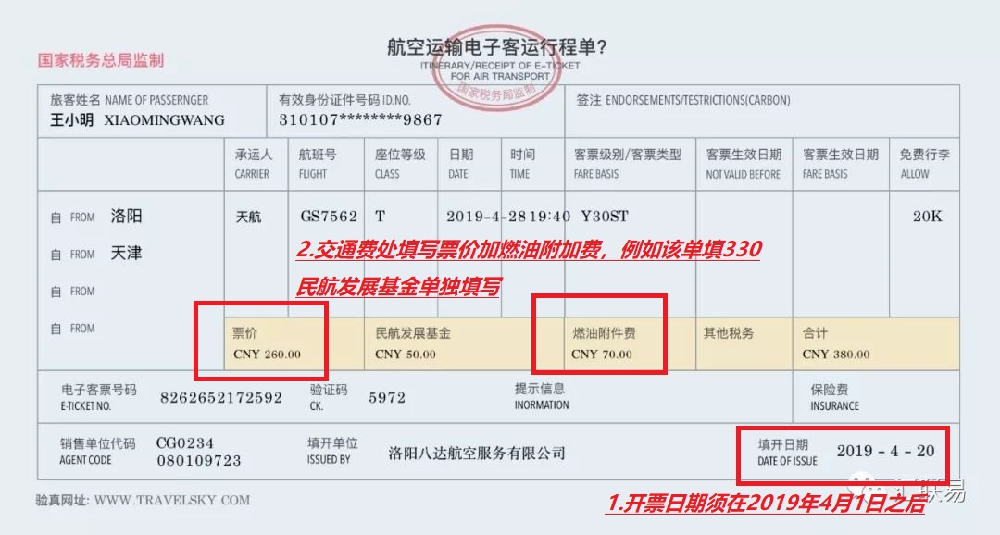 国家税务总局监制
航空运输电子客运行程单?
ITINERARY/RECEIPT OF E-TICKET
FOR AIR TRANSPORT
国家税务局监制
旅客姓名 NAME OF PASSERNGER
有效身份证件号码 ID.NO.
签注 ENDORSEMENTS/TESTRICTIONS(CARBON)
王小明 XIAOMINGWANG
310107********9867
承运人 航班号 座位等级 日期 时间 客票级别/客票类型 客票生效日期 客票生效日期 免费行李
CARRIER FLIGHT CLASS DATE TIME FARE BASIS NOT VALID BEFORE FARE BASIS ALLOW
自 FROM 洛阳 天航 GS7562 T 2019-4-28 19:40 Y30ST 20K
自 FROM 天津
2.交通费处填写票价加燃油附加费，例如该单填330
民航发展基金单独填写
自 FROM
自 FROM
票价 民航发展基金 燃油附件费 其他税务 合计
CNY 260.00 CNY 50.00 CNY 70.00 CNY 380.00
电子客票号码 8262652172592 验证码 5972 提示信息 保险费
E-TICKET NO. CK. INORMATION INSURANCE
销售单位代码 CG0234 填开单位 洛阳八达航空服务有限公司 填开日期 2019 - 4 - 20
AGENT CODE 080109723 ISSUED BY DATE OF ISSUE
验真网址: WWW.TRAVELSKY.COM
汇联易
1.开票日期须在2019年4月1日之后